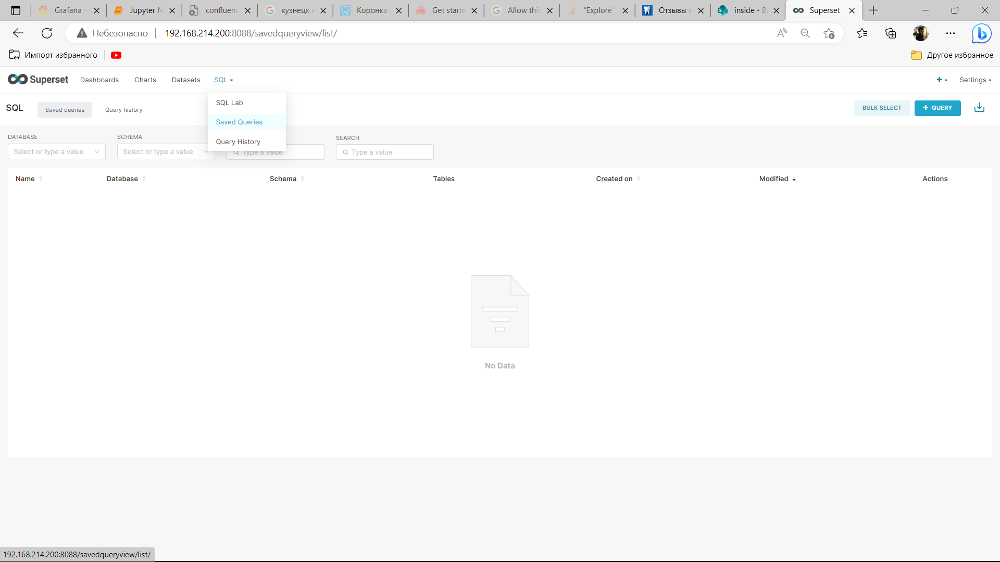 Grafana -
Jupyter N
confluenc
кузнецк
Коронка
Get starte
Allow this
"Explore"
Отзывы
inside -
Superset
Небезопасно
192.168.214.200:8088/savedqueryview/list/
Импорт избранного
Другое избранное
Superset
Dashboards
Charts
Datasets
SQL
+
Settings
SQL
Saved queries
Query history
SQL Lab
Saved Queries
Query History
BULK SELECT
+ QUERY
DATABASE
SCHEMA
SEARCH
Select or type a value
Select or type a value
Type a value
Type a value
Name
Database
Schema
Tables
Created on
Modified
Actions
No Data
192.168.214.200:8088/savedqueryview/list/